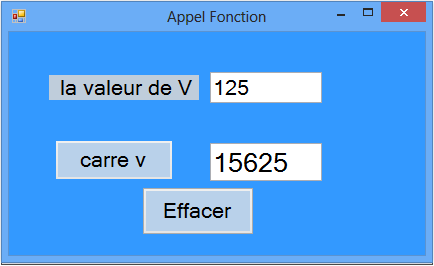 Appel Fonction
la valeur de V 125
carre v 15625
Effacer